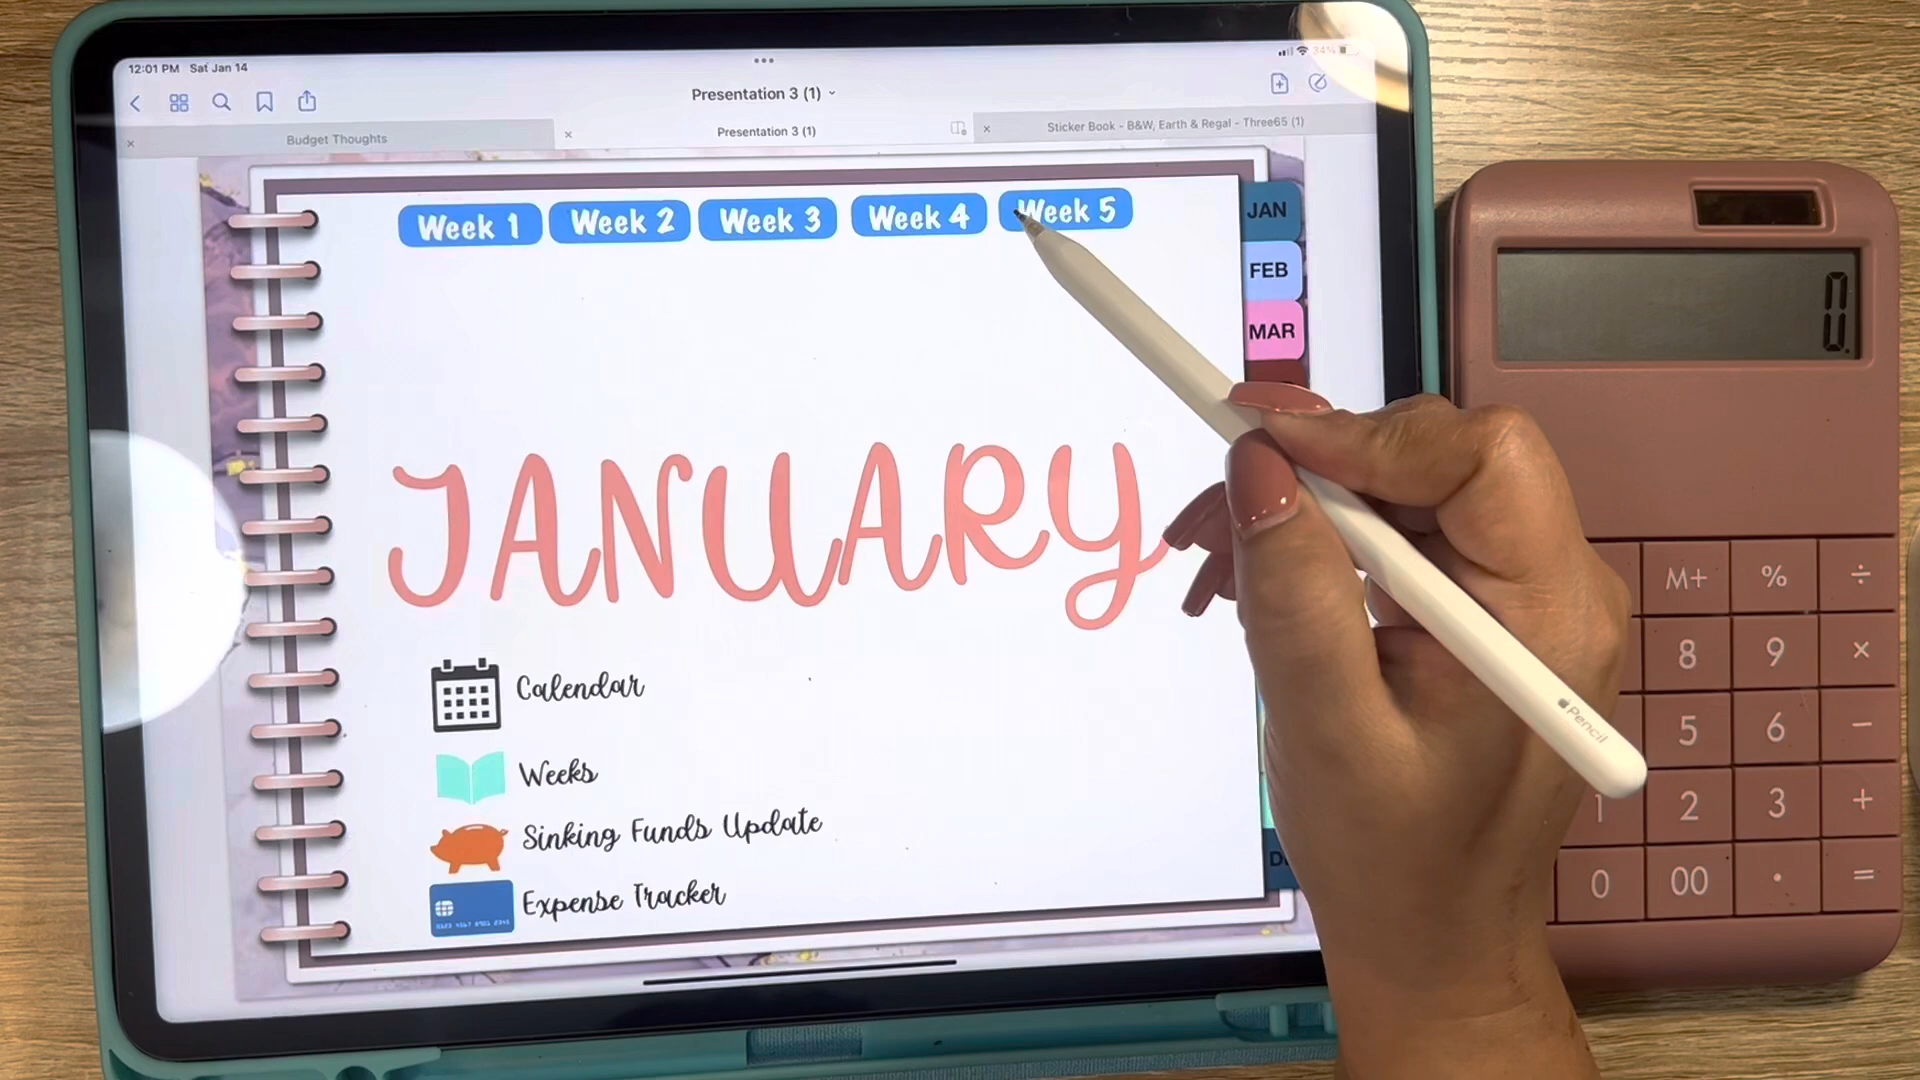 12:01 PM Sat Jan 14
34%
Presentation 3 (1)
Budget Thoughts
Presentation 3 (1)
Sticker Book - B&W, Earth & Regal - Three65 (1)
Week 1
Week 2
Week 3
Week 4
Week 5
JAN
FEB
MAR
JANUARY
Calendar
Weeks
Sinking Funds Update
Expense Tracker
Pencil
0.
M+ % ÷
8 9 ×
5 6 −
1 2 3 +
0 00 . =